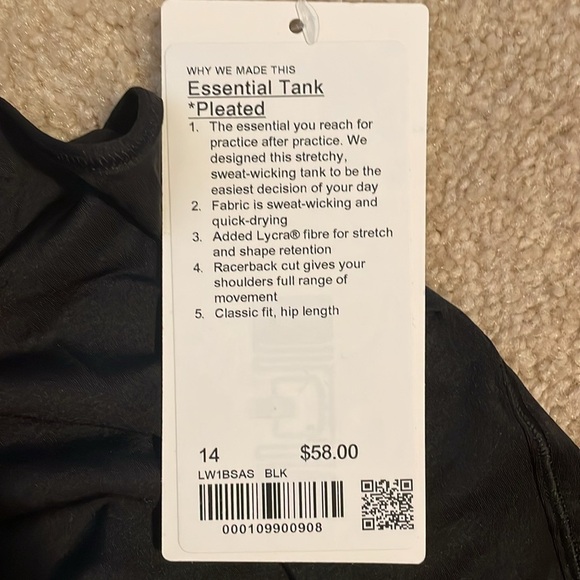 WHY WE MADE THIS
Essential Tank
*Pleated
1. The essential you reach for
practice after practice. We
designed this stretchy,
sweat-wicking tank to be the
easiest decision of your day
2. Fabric is sweat-wicking and
quick-drying
3. Added Lycra® fibre for stretch
and shape retention
4. Racerback cut gives your
shoulders full range of
movement
5. Classic fit, hip length
14 $58.00
LW1BSAS BLK
000109900908